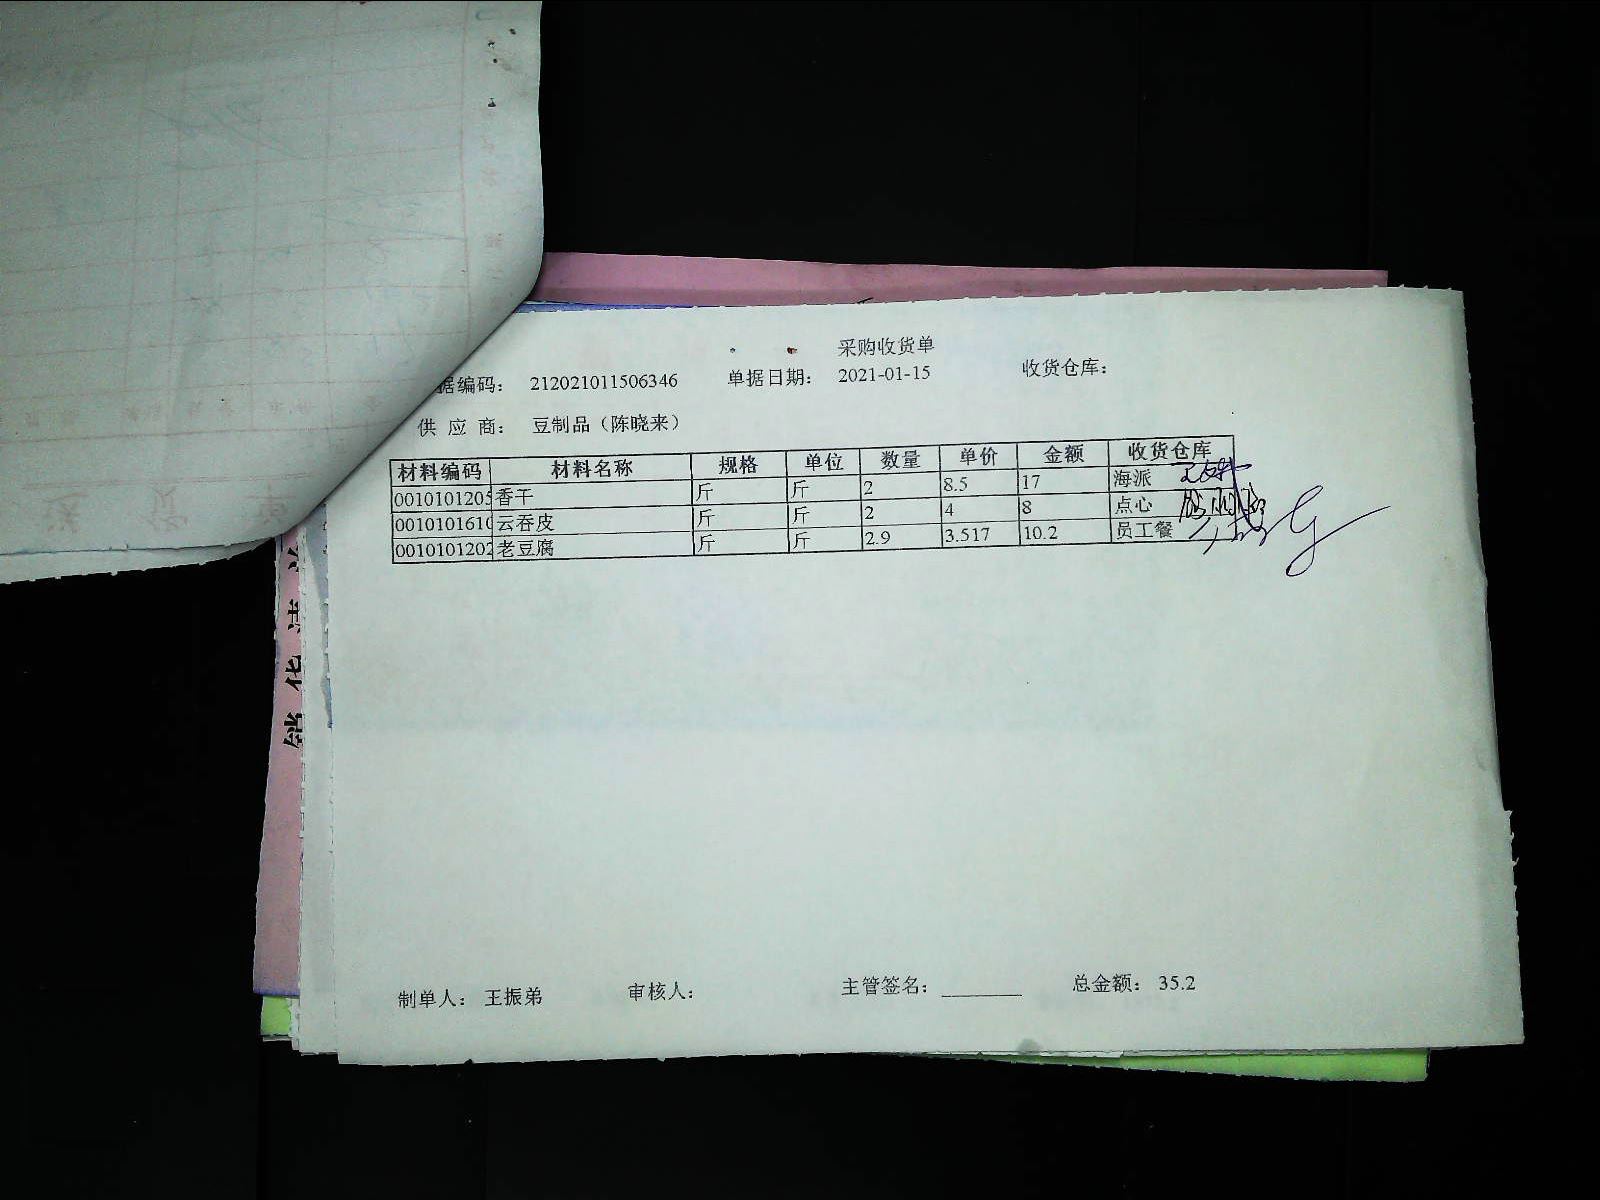 采购收货单
据编码： 212021011506346 单据日期： 2021-01-15 收货仓库：
供 应 商： 豆制品（陈晓来）
材料编码 材料名称 规格 单位 数量 单价 金额 收货仓库
0010101205 香干 斤 斤 2 8.5 17 海派
0010101610 云吞皮 斤 斤 2 4 8 点心
0010101202 老豆腐 斤 斤 2.9 3.517 10.2 员工餐
制单人： 王振弟 审核人： 主管签名： 总金额： 35.2